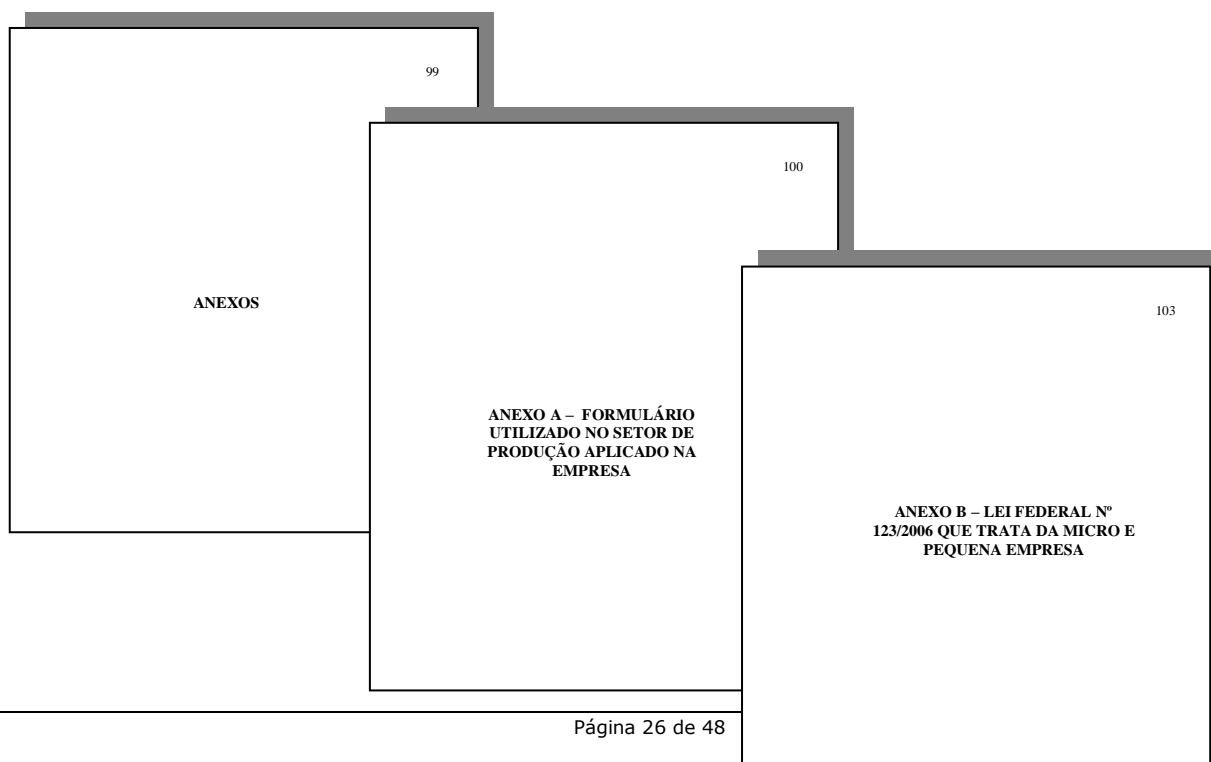 99
ANEXOS
100
ANEXO A – FORMULÁRIO
UTILIZADO NO SETOR DE
PRODUÇÃO APLICADO NA
EMPRESA
103
ANEXO B – LEI FEDERAL Nº
123/2006 QUE TRATA DA MICRO E
PEQUENA EMPRESA
Página 26 de 48